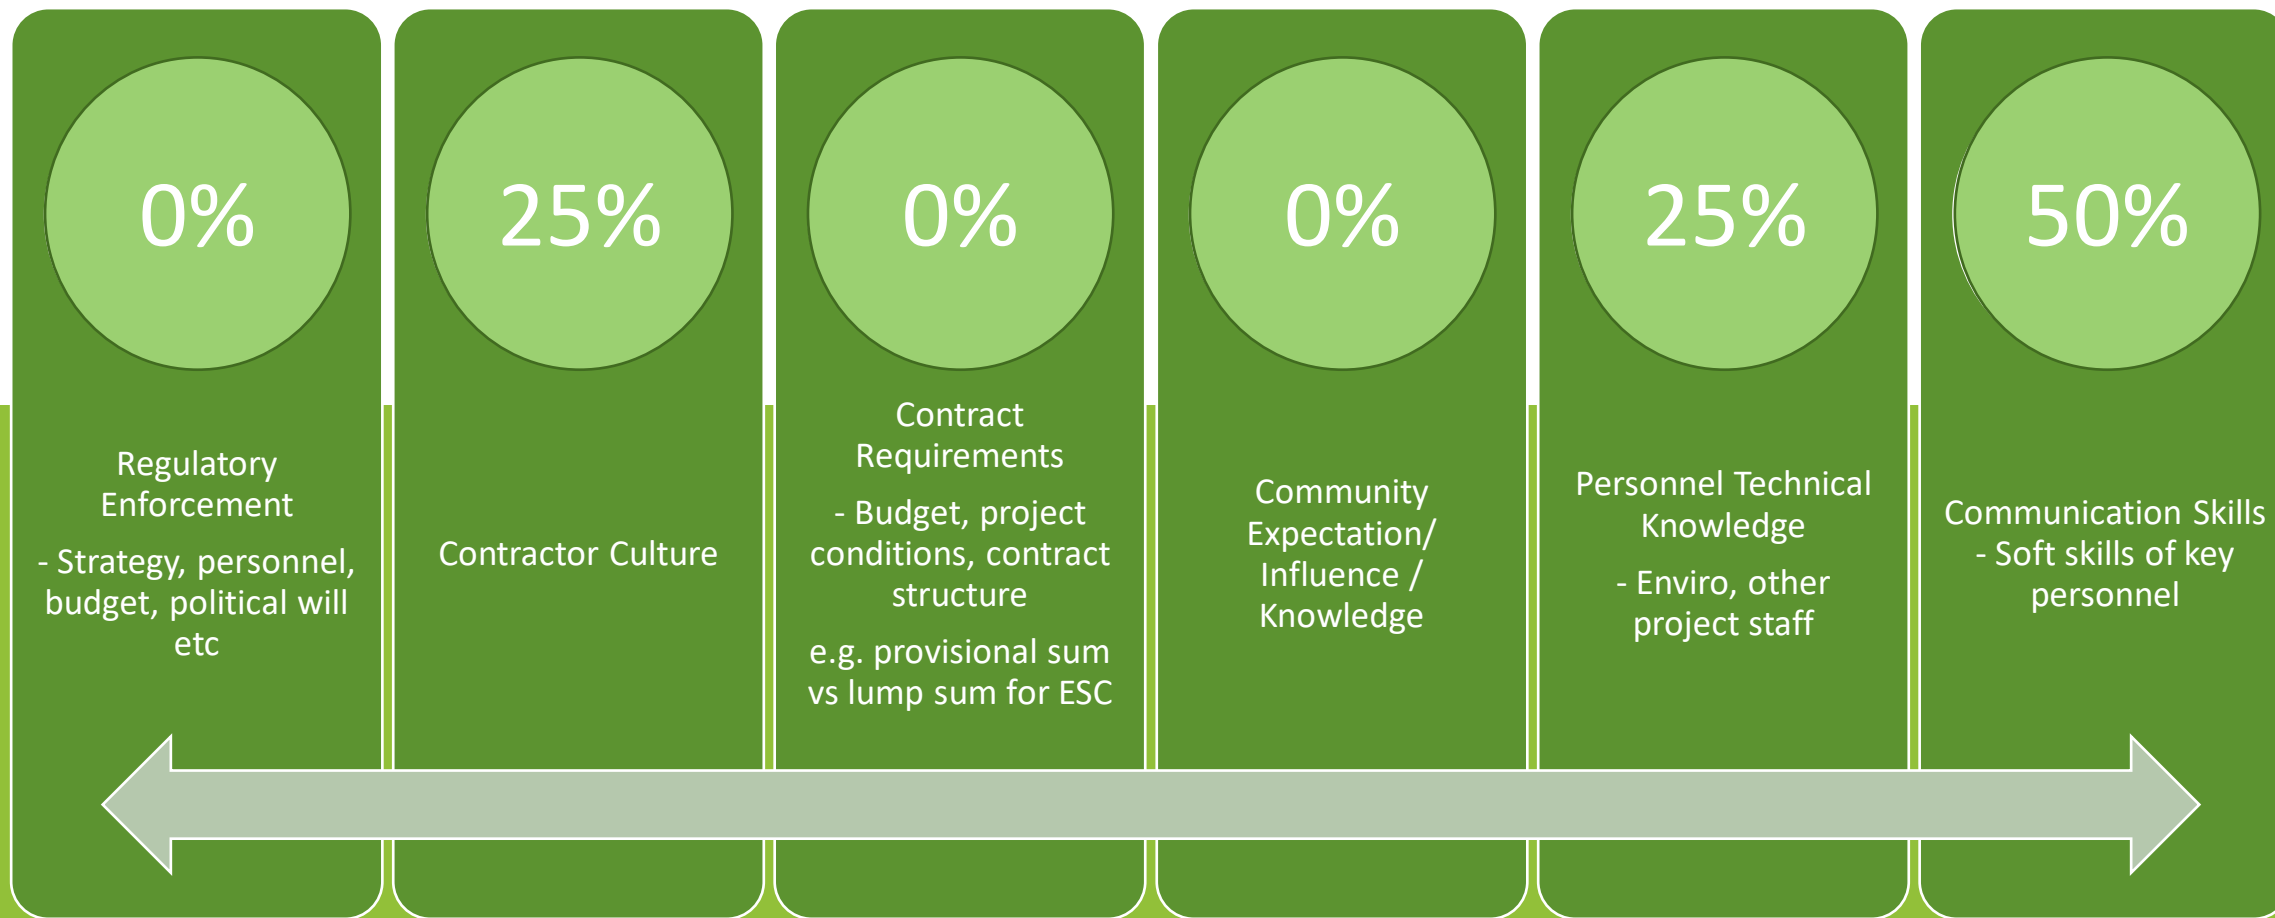 0%
Regulatory
Enforcement
- Strategy, personnel,
budget, political will
etc
25%
Contractor Culture
0%
Contract
Requirements
- Budget, project
conditions, contract
structure
e.g. provisional sum
vs lump sum for ESC
0%
Community
Expectation/
Influence /
Knowledge
25%
Personnel Technical
Knowledge
- Enviro, other
project staff
50%
Communication Skills
- Soft skills of key
personnel